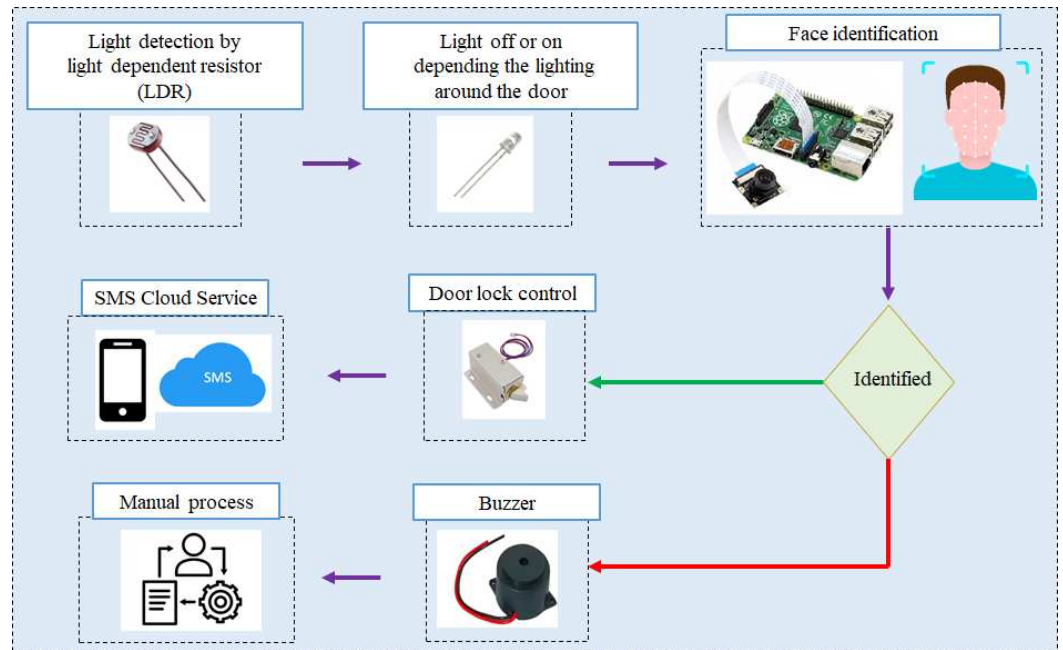 Light detection by
light dependent resistor
(LDR)
Light off or on
depending the lighting
around the door
Face identification
SMS Cloud Service
Door lock control
SMS
Identified
Manual process
Buzzer